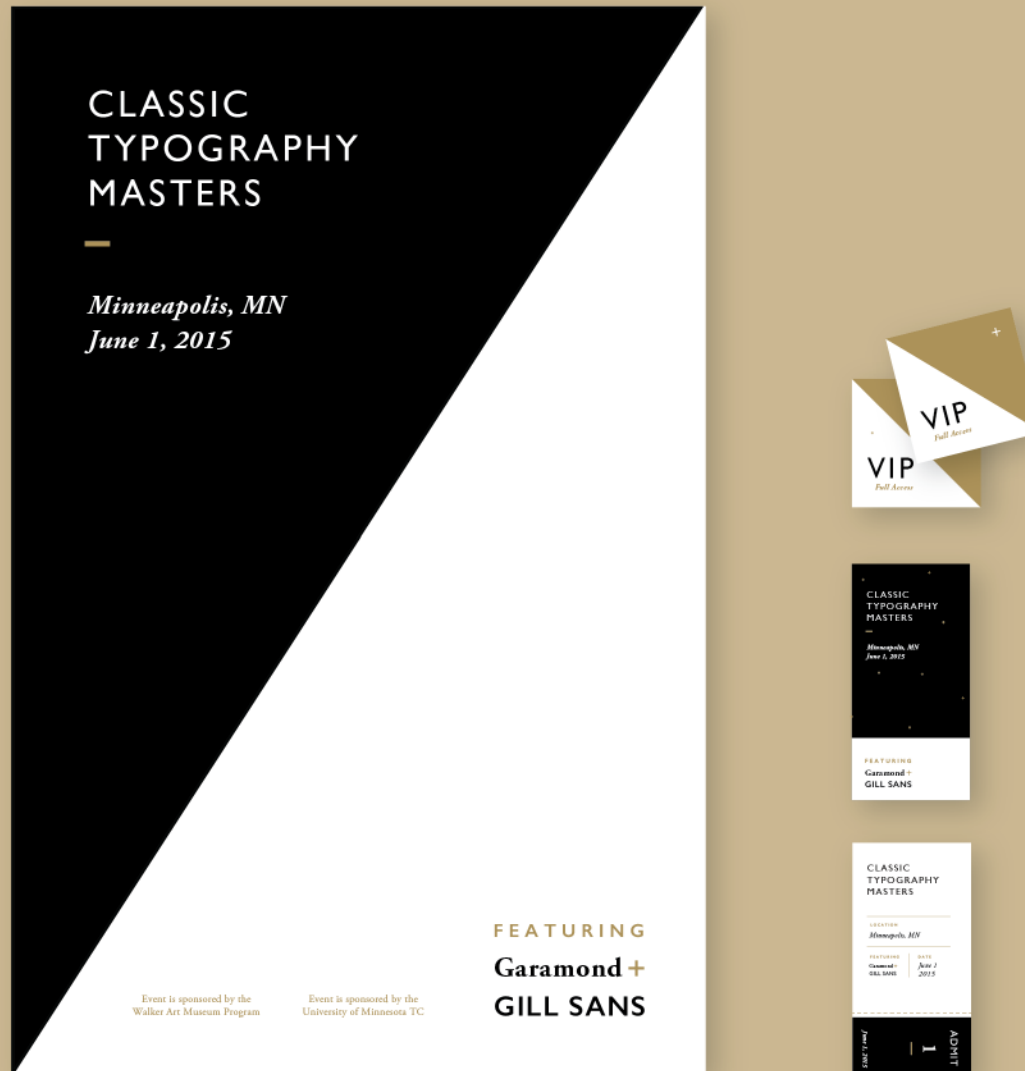 CLASSIC
TYPOGRAPHY
MASTERS
Minneapolis, MN
June 1, 2015
FEATURING
Garamond +
GILL SANS
Event is sponsored by the
Walker Art Museum Program
Event is sponsored by the
University of Minnesota TC
+
VIP
Full Access
VIP
Full Access
CLASSIC
TYPOGRAPHY
MASTERS
Minneapolis, MN
June 1, 2015
FEATURING
Garamond +
GILL SANS
CLASSIC
TYPOGRAPHY
MASTERS
LOCATION
Minneapolis, MN
FEATURING
Garamond +
GILL SANS
DATE
June 1
2015
ADMIT
1
June 1, 2015